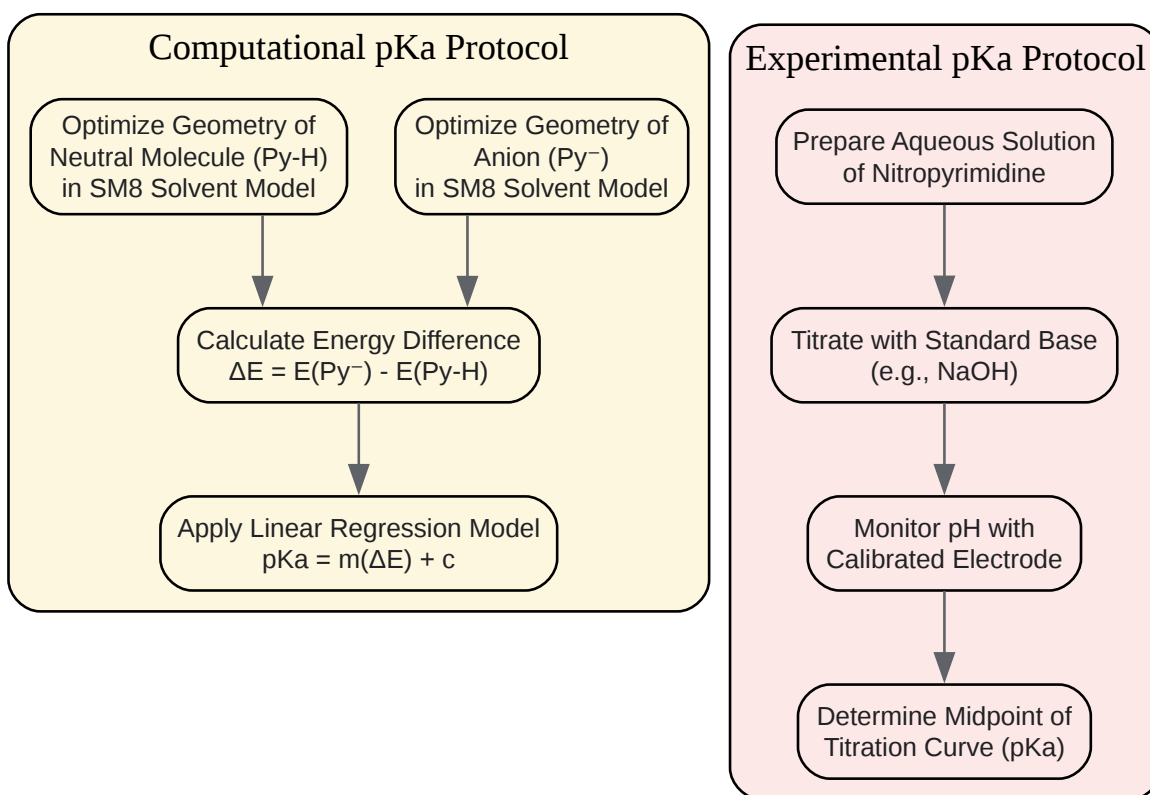 Computational pKa Protocol
Optimize Geometry of
Neutral Molecule (Py-H)
in SM8 Solvent Model
Optimize Geometry of
Anion (Py⁻)
in SM8 Solvent Model
Calculate Energy Difference
ΔE = E(Py⁻) - E(Py-H)
Apply Linear Regression Model
pKa = m(ΔE) + c
Experimental pKa Protocol
Prepare Aqueous Solution
of Nitropyrimidine
Titrate with Standard Base
(e.g., NaOH)
Monitor pH with
Calibrated Electrode
Determine Midpoint of
Titration Curve (pKa)